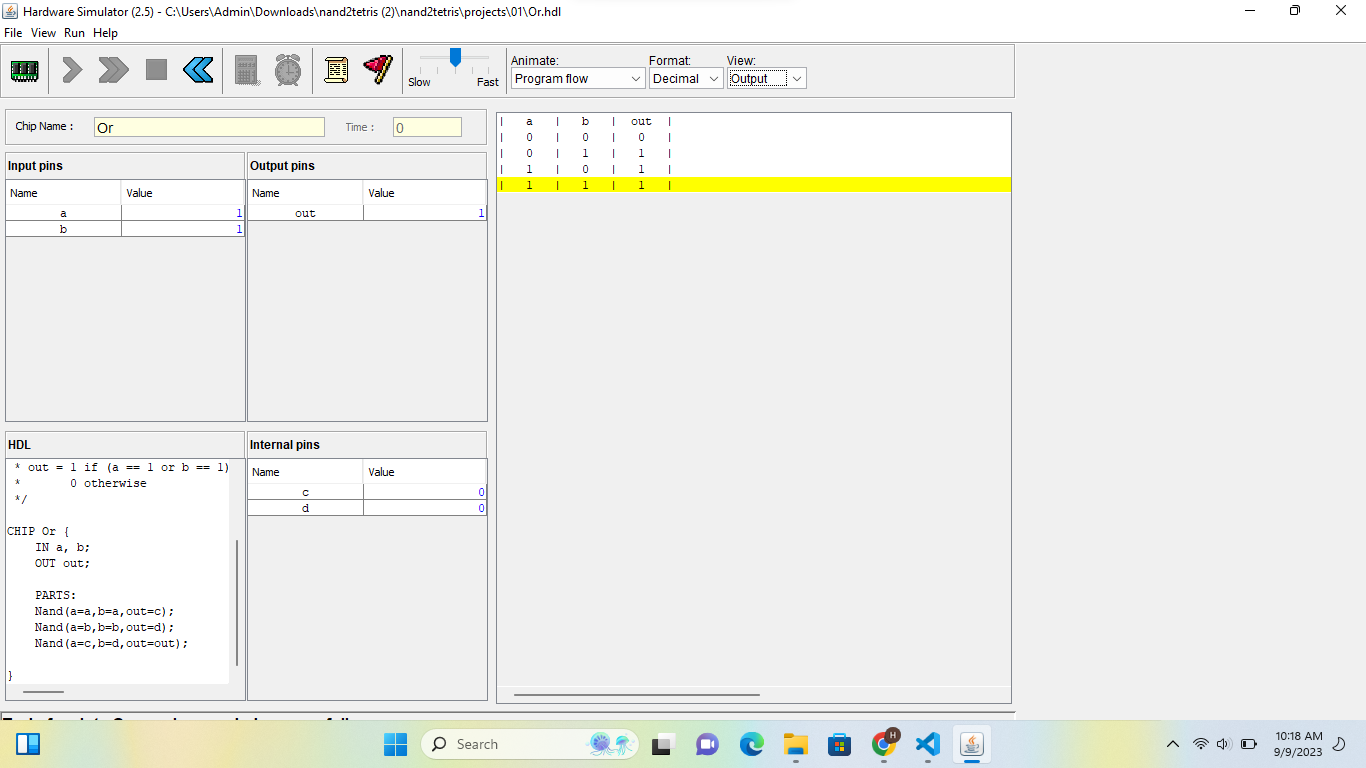 Hardware Simulator (2.5) - C:\Users\Admin\Downloads\nand2tetris (2)\nand2tetris\projects\01\Or.hdl
File View Run Help
Slow Fast
Animate: Format: View:
Program flow Decimal Output
Chip Name : Or Time : 0
Input pins Output pins
Name Value Name Value
a 1 out 1
b 1
| a | b | out |
| 0 | 0 | 0 |
| 0 | 1 | 1 |
| 1 | 0 | 1 |
| 1 | 1 | 1 |
HDL
* out = 1 if (a == 1 or b == 1)
* 0 otherwise
*/
CHIP Or {
IN a, b;
OUT out;
PARTS:
Nand(a=a,b=a,out=c);
Nand(a=b,b=b,out=d);
Nand(a=c,b=d,out=out);
}
Internal pins
Name Value
c 0
d 0
Search
H
10:18 AM
9/9/2023